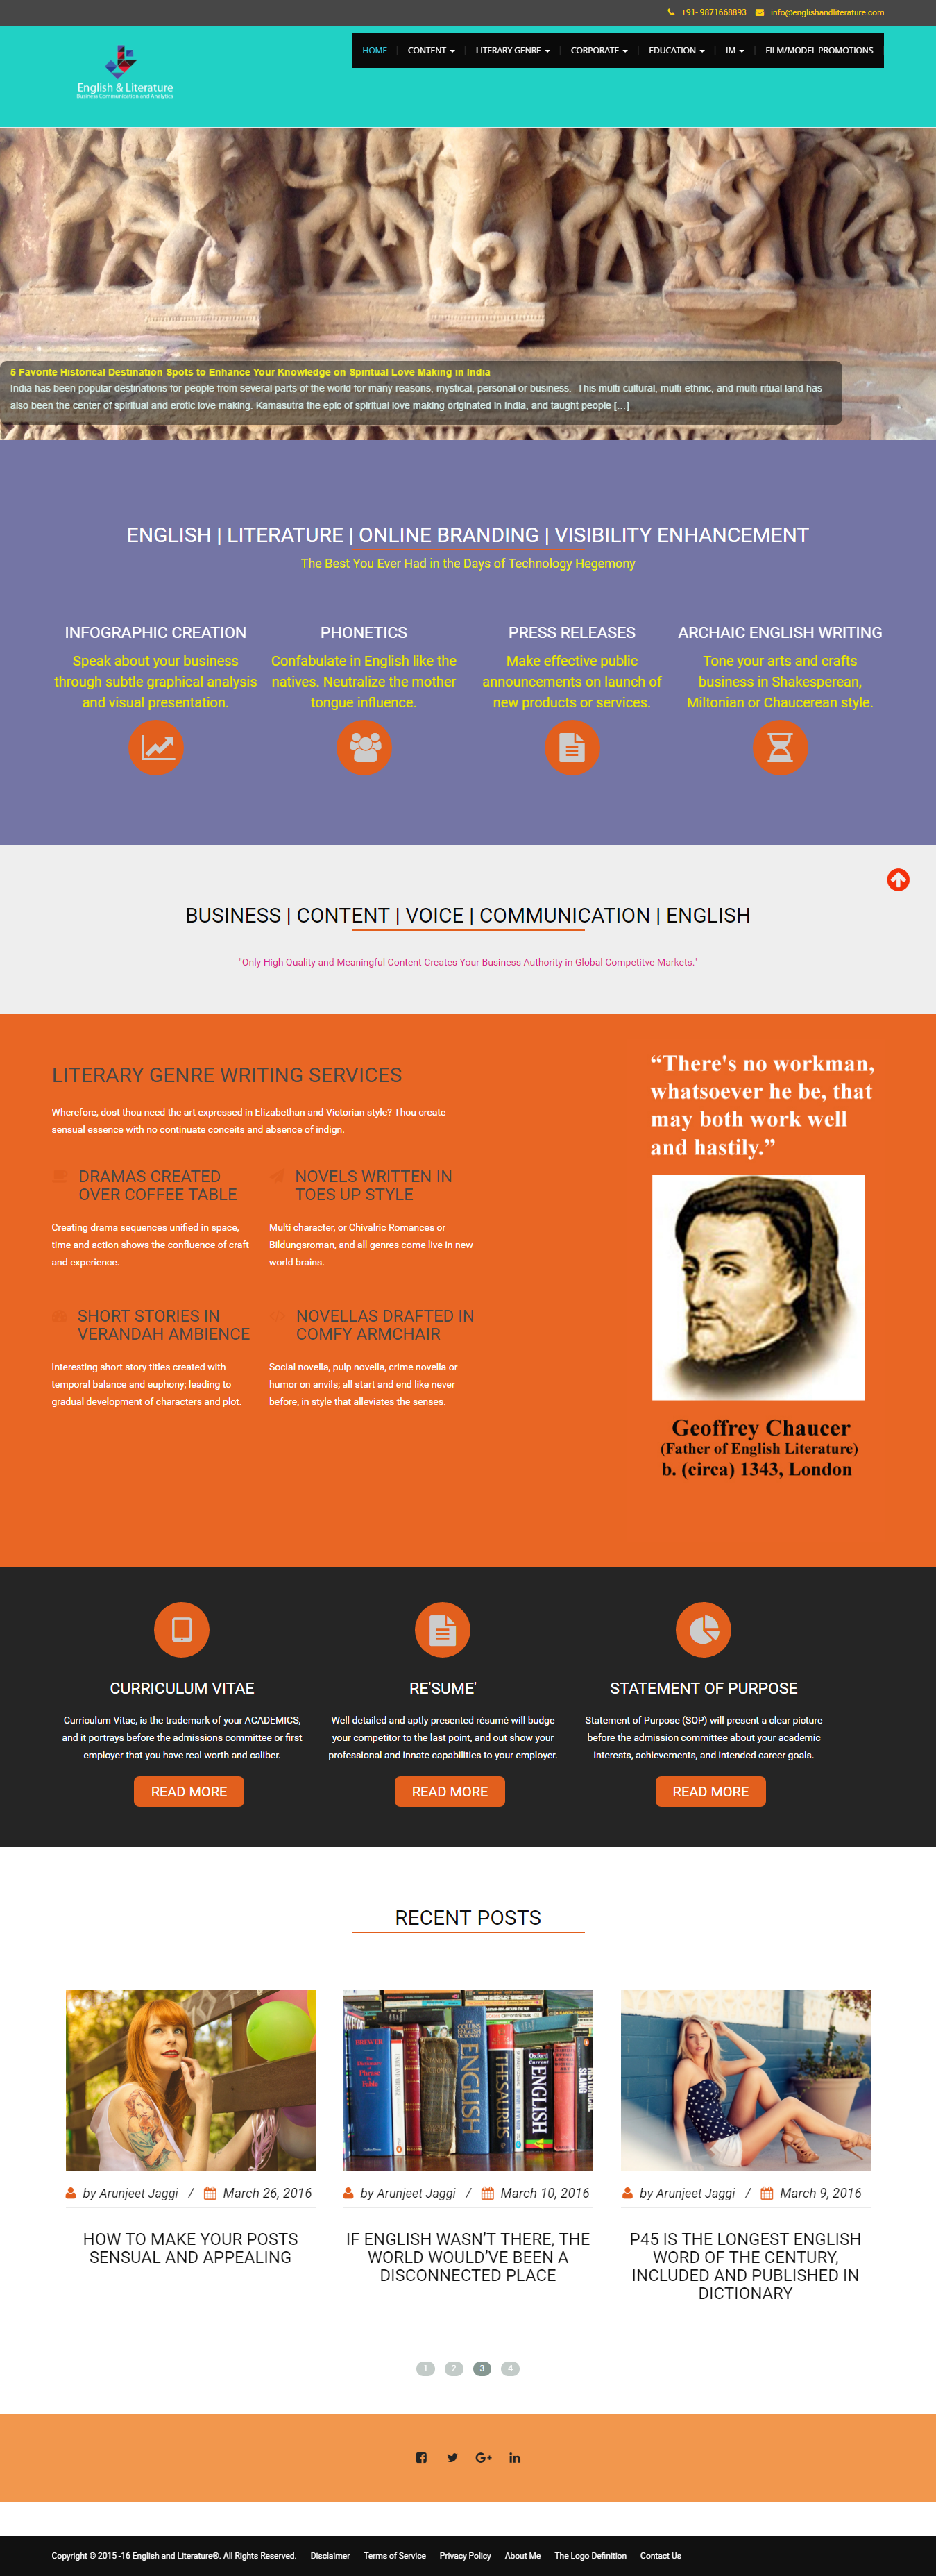 +91- 9871668893 info@englishandliterature.com
HOME CONTENT LITERARY GENRE CORPORATE EDUCATION IM FILM/MODEL PROMOTIONS
English & Literature
Business Communication and Analytics
5 Favorite Historical Destination Spots to Enhance Your Knowledge on Spiritual Love Making in India
India has been popular destinations for people from several parts of the world for many reasons, mystical, personal or business. This multi-cultural, multi-ethnic, and multi-ritual land has
also been the center of spiritual and erotic love making. Kamasutra the epic of spiritual love making originated in India, and taught people [...]
ENGLISH | LITERATURE | ONLINE BRANDING | VISIBILITY ENHANCEMENT
The Best You Ever Had in the Days of Technology Hegemony
INFOGRAPHIC CREATION
Speak about your business
through subtle graphical analysis
and visual presentation.
PHONETICS
Confabulate in English like the
natives. Neutralize the mother
tongue influence.
PRESS RELEASES
Make effective public
announcements on launch of
new products or services.
ARCHAIC ENGLISH WRITING
Tone your arts and crafts
business in Shakesperean,
Miltonian or Chaucerean style.
BUSINESS | CONTENT | VOICE | COMMUNICATION | ENGLISH
"Only High Quality and Meaningful Content Creates Your Business Authority in Global Competitve Markets."
LITERARY GENRE WRITING SERVICES
Wherefore, dost thou need the art expressed in Elizabethan and Victorian style? Thou create
sensual essence with no continuate conceits and absence of indign.
DRAMAS CREATED
OVER COFFEE TABLE
Creating drama sequences unified in space,
time and action shows the confluence of craft
and experience.
NOVELS WRITTEN IN
TOES UP STYLE
Multi character, or Chivalric Romances or
Bildungsroman, and all genres come live in new
world brains.
SHORT STORIES IN
VERANDAH AMBIENCE
Interesting short story titles created with
temporal balance and euphony; leading to
gradual development of characters and plot.
NOVELLAS DRAFTED IN
COMFY ARMCHAIR
Social novella, pulp novella, crime novella or
humor on anvils; all start and end like never
before, in style that alleviates the senses.
“There's no workman,
whatsoever he be, that
may both work well
and hastily.”
Geoffrey Chaucer
(Father of English Literature)
b. (circa) 1343, London
CURRICULUM VITAE
Curriculum Vitae, is the trademark of your ACADEMICS,
and it portrays before the admissions committee or first
employer that you have real worth and caliber.
READ MORE
RE'SUME'
Well detailed and aptly presented résumé will budge
your competitor to the last point, and out show your
professional and innate capabilities to your employer.
READ MORE
STATEMENT OF PURPOSE
Statement of Purpose (SOP) will present a clear picture
before the admission committee about your academic
interests, achievements, and intended career goals.
READ MORE
RECENT POSTS
BREWER'S
ENGLISH
THESAURUS
Oxford
ENGLISH
SLANG
by Arunjeet Jaggi / March 26, 2016
HOW TO MAKE YOUR POSTS
SENSUAL AND APPEALING
by Arunjeet Jaggi / March 10, 2016
IF ENGLISH WASN’T THERE, THE
WORLD WOULD’VE BEEN A
DISCONNECTED PLACE
by Arunjeet Jaggi / March 9, 2016
P45 IS THE LONGEST ENGLISH
WORD OF THE CENTURY,
INCLUDED AND PUBLISHED IN
DICTIONARY
1 2 3 4
Copyright © 2015 -16 English and Literature®. All Rights Reserved. Disclaimer Terms of Service Privacy Policy About Me The Logo Definition Contact Us